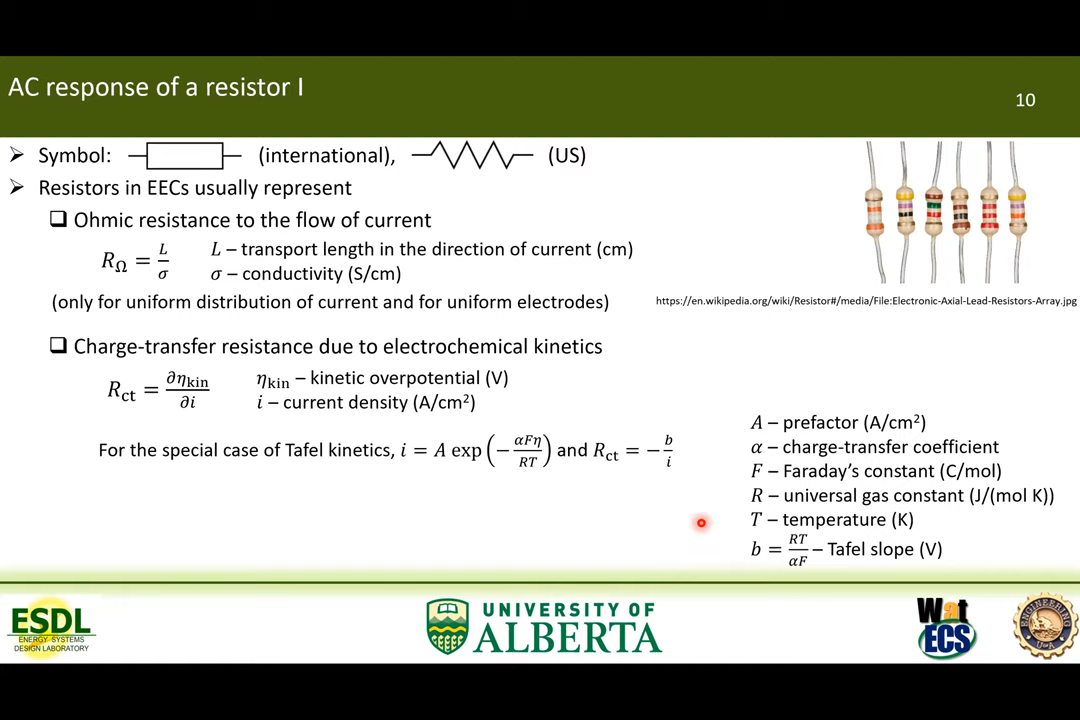 AC response of a resistor I
10
➢ Symbol: (international), (US)
➢ Resistors in EECs usually represent
❑ Ohmic resistance to the flow of current
R_Ω = L/σ
L – transport length in the direction of current (cm)
σ – conductivity (S/cm)
(only for uniform distribution of current and for uniform electrodes)
https://en.wikipedia.org/wiki/Resistor#/media/File:Electronic-Axial-Lead-Resistors-Array.jpg
❑ Charge-transfer resistance due to electrochemical kinetics
R_ct = ∂η_kin/∂i
η_kin – kinetic overpotential (V)
i – current density (A/cm²)
For the special case of Tafel kinetics, i = A exp(−αFη/RT) and R_ct = −b/i
A – prefactor (A/cm²)
α – charge-transfer coefficient
F – Faraday's constant (C/mol)
R – universal gas constant (J/(mol K))
T – temperature (K)
b = RT/αF – Tafel slope (V)
ESDL
ENERGY SYSTEMS
DESIGN LABORATORY
UNIVERSITY OF
ALBERTA
Wat
ECS
ENGINEERING
U of A